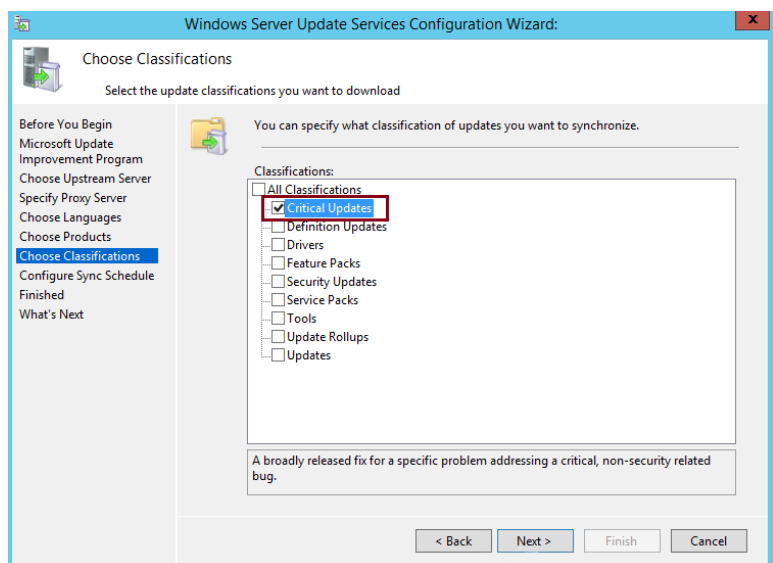 Windows Server Update Services Configuration Wizard:
x
Choose Classifications
Select the update classifications you want to download
Before You Begin
Microsoft Update
Improvement Program
Choose Upstream Server
Specify Proxy Server
Choose Languages
Choose Products
Choose Classifications
Configure Sync Schedule
Finished
What's Next
You can specify what classification of updates you want to synchronize.
Classifications:
All Classifications
Critical Updates
Definition Updates
Drivers
Feature Packs
Security Updates
Service Packs
Tools
Update Rollups
Updates
A broadly released fix for a specific problem addressing a critical, non-security related
bug.
< Back
Next >
Finish
Cancel